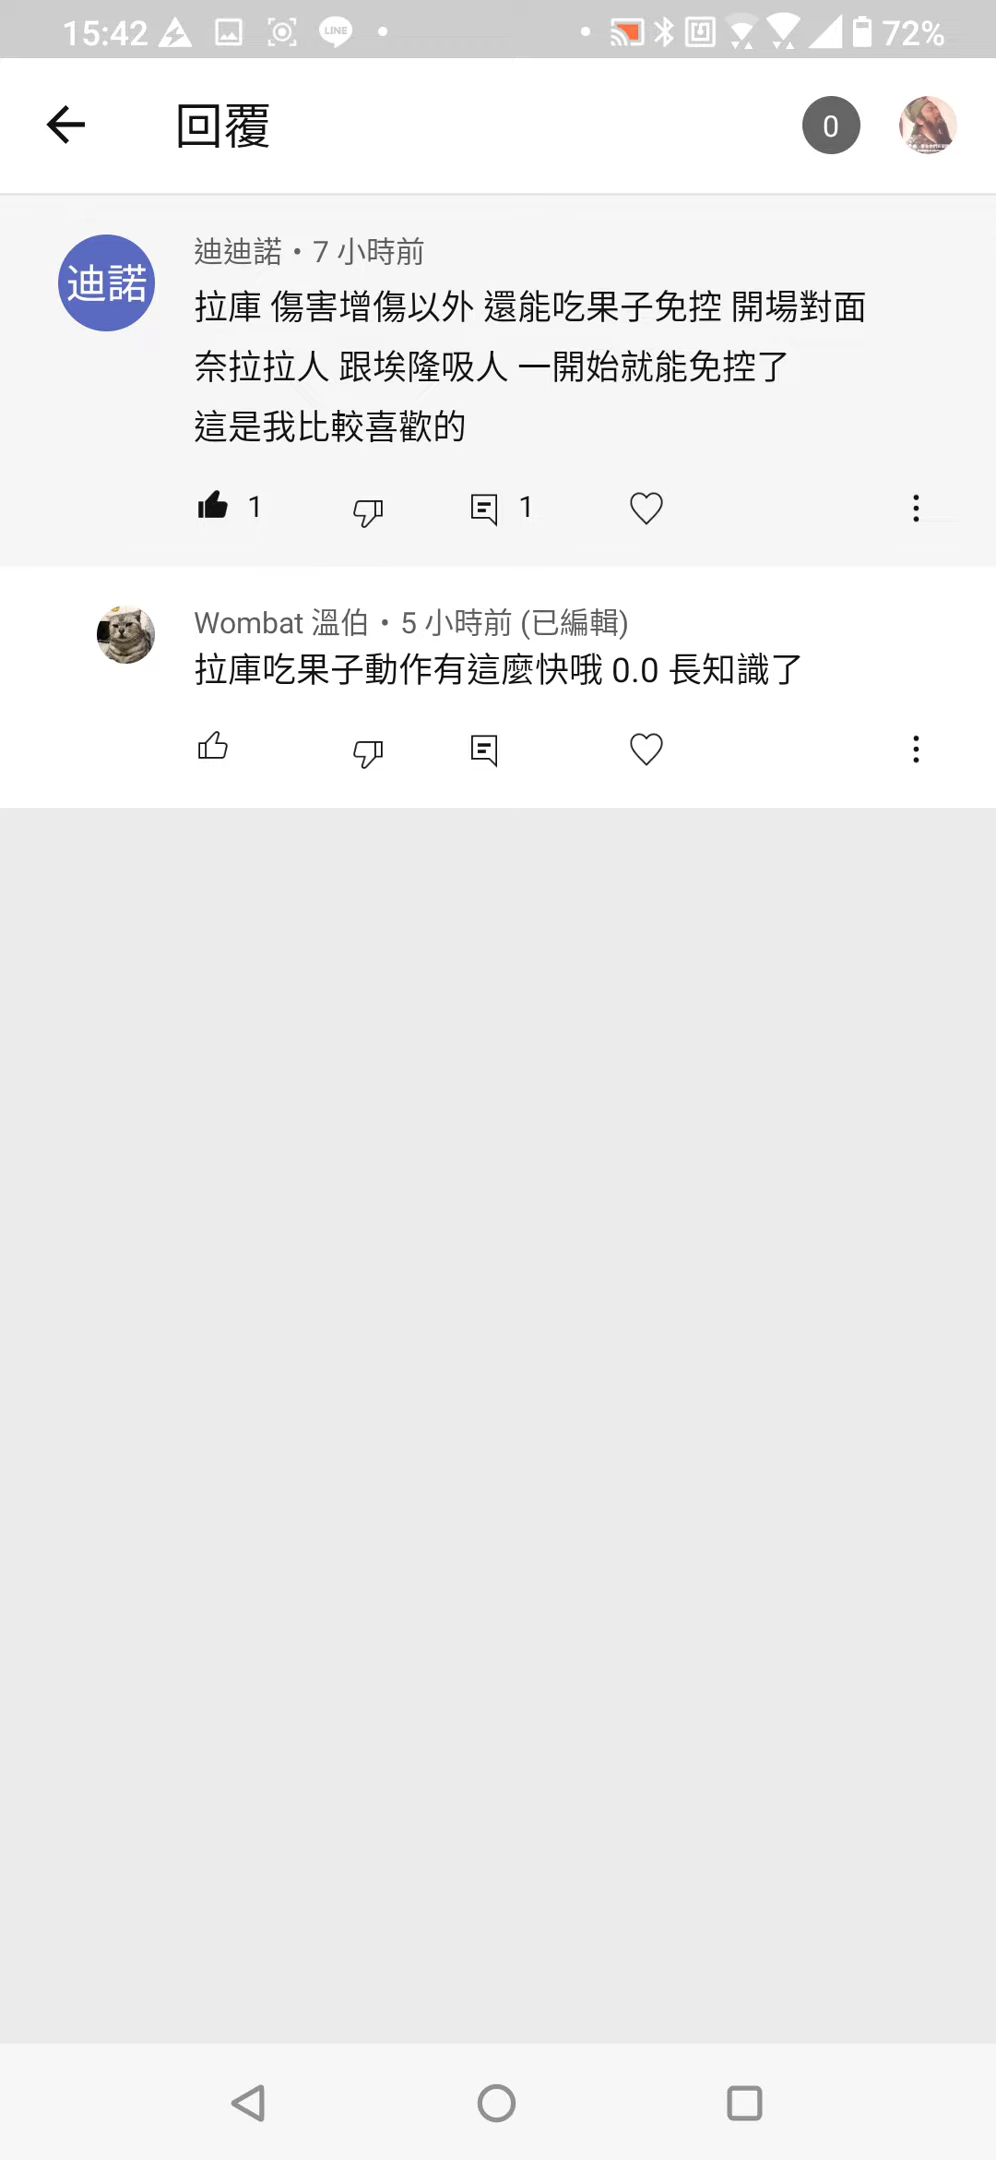 15:42 LINE 72%
回覆 0
迪諾
迪迪諾・7 小時前
拉庫 傷害增傷以外 還能吃果子免控 開場對面
奈拉拉人 跟埃隆吸人 一開始就能免控了
這是我比較喜歡的
1 1
Wombat 溫伯・5 小時前 (已編輯)
拉庫吃果子動作有這麼快哦 0.0 長知識了